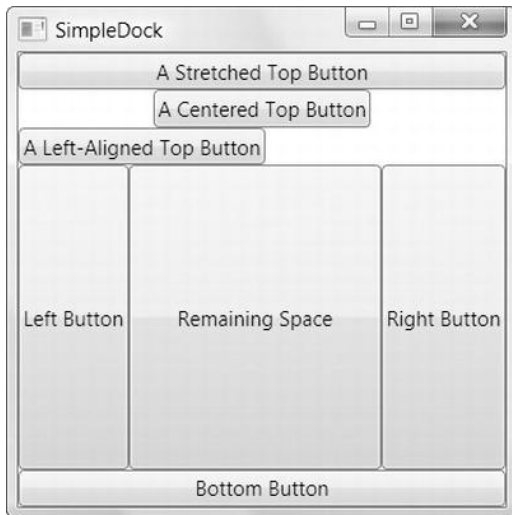 SimpleDock
A Stretched Top Button
A Centered Top Button
A Left-Aligned Top Button
Left Button
Remaining Space
Right Button
Bottom Button